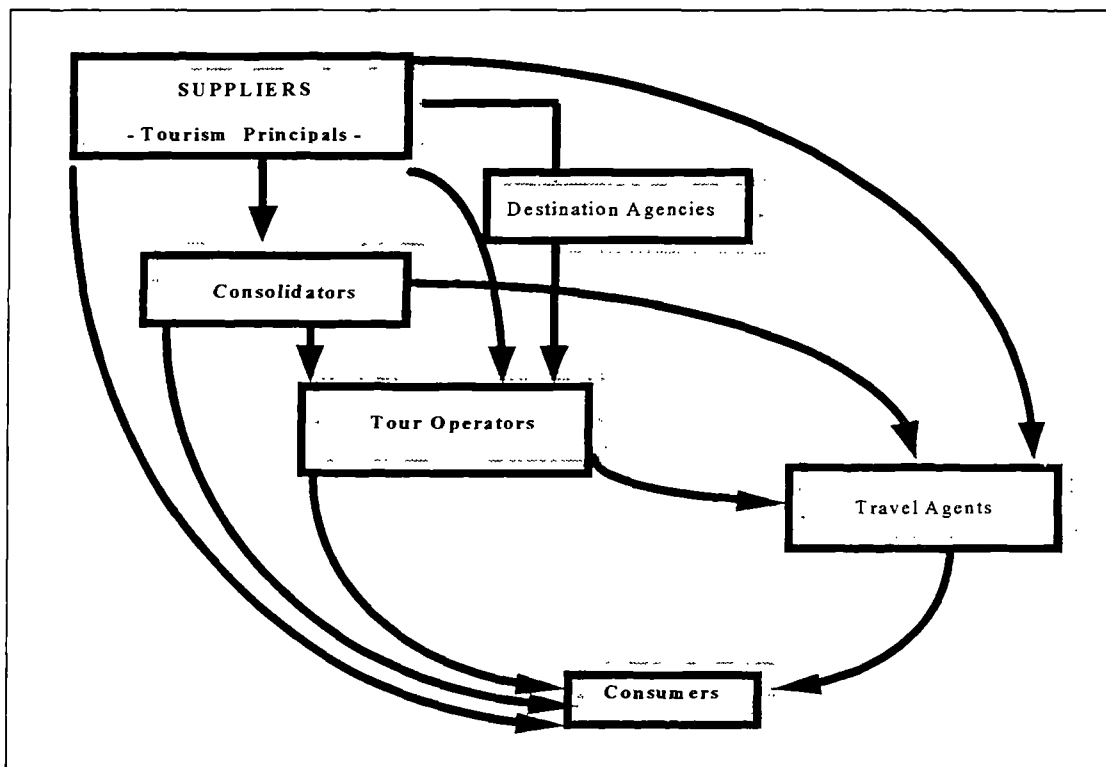 SUPPLIERS
- Tourism Principals -
Destination Agencies
Consolidators
Tour Operators
Travel Agents
Consumers